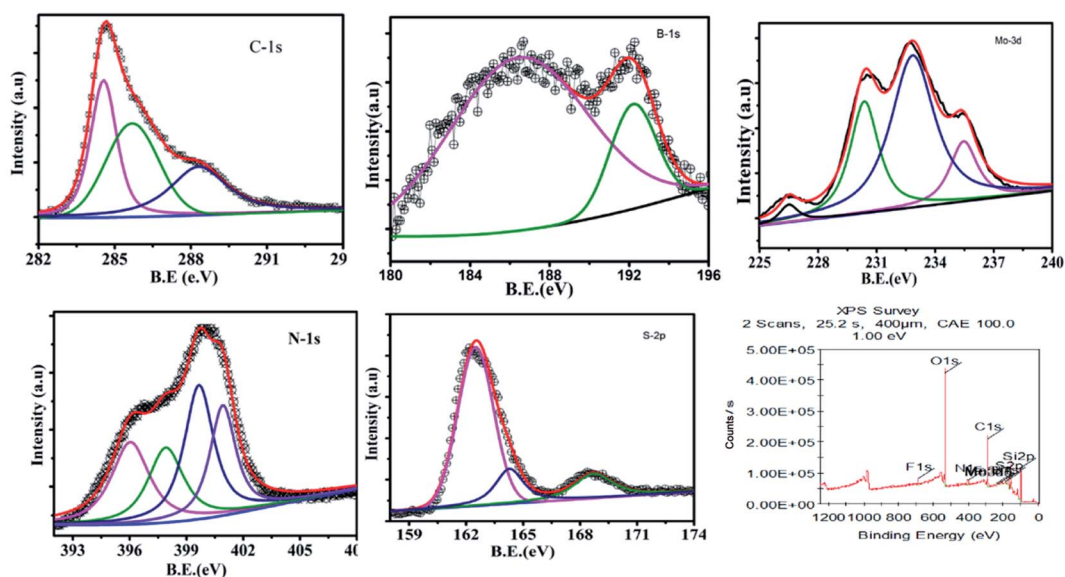 C-1s
Intensity (a.u)
282 285 288 291 29
B.E (e.V)
B-1s
Intensity(a.u)
180 184 188 192 196
B.E.(eV)
Mo-3d
Intensity (a.u)
225 228 231 234 237 240
B.E.(eV)
N-1s
Intensity (a.u)
393 396 399 402 405 40
B.E.(eV)
S-2p
Intensity (a.u)
159 162 165 168 171 174
B.E.(eV)
XPS Survey
2 Scans, 25.2 s, 400µm, CAE 100.0
1.00 eV
5.00E+05
4.00E+05
3.00E+05
2.00E+05
1.00E+05
0.00E+00
Counts / s
O1s
C1s
Si2p
S2p
F1s
N1s
1200 1000 800 600 400 200 0
Binding Energy (eV)